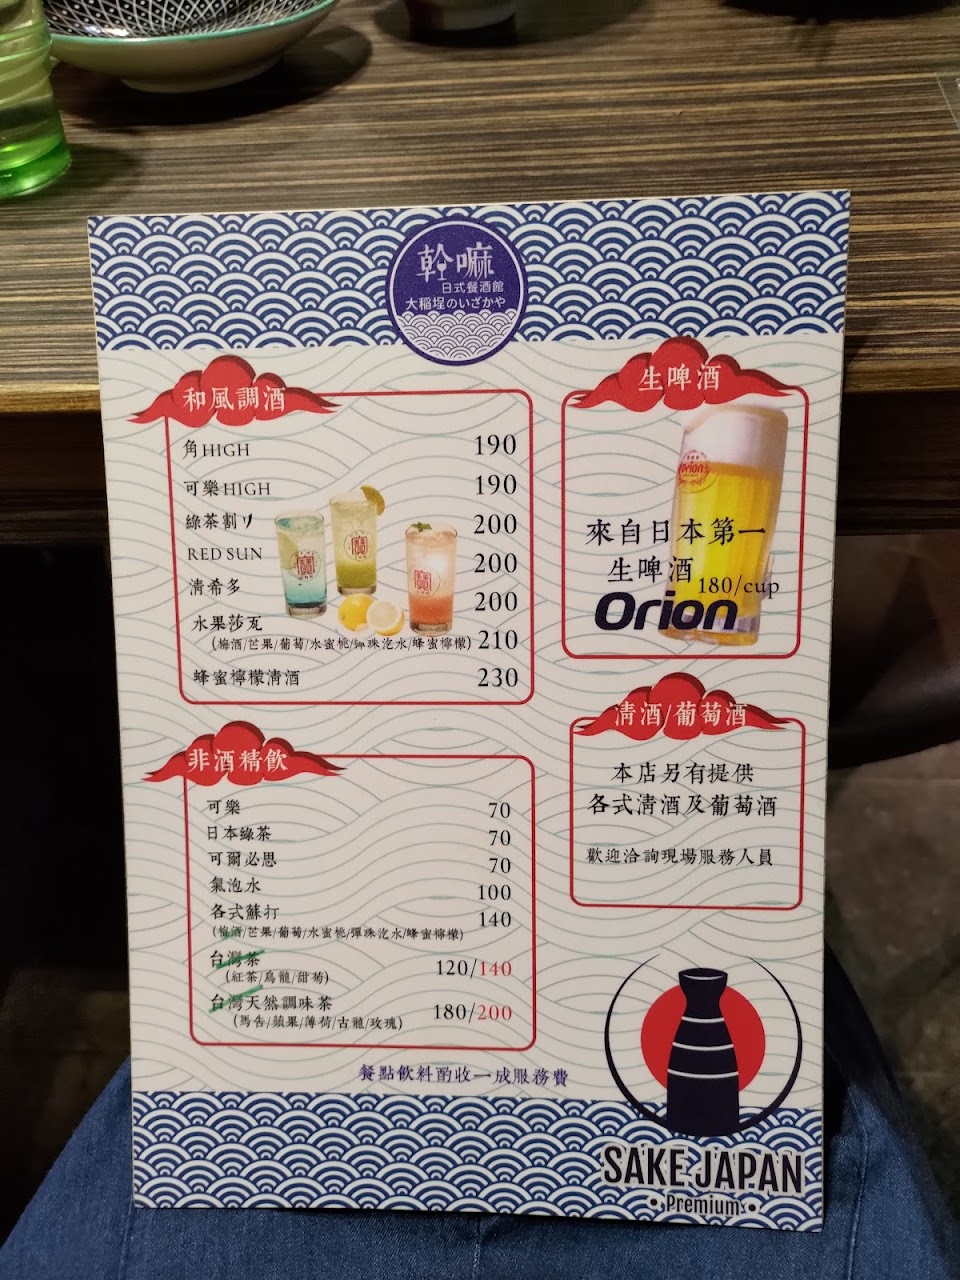 幹嘛
日式餐酒館
大稻埕のいざかや
和風調酒
角HIGH 190
可樂HIGH 190
綠茶割リ 200
RED SUN 200
清希多 200
水果莎瓦
(梅酒/芒果/葡萄/水蜜桃/彈珠汽水/蜂蜜檸檬) 210
蜂蜜檸檬清酒 230
生啤酒
orion
來自日本第一
生啤酒 180/cup
Orion
清酒/葡萄酒
本店另有提供
各式清酒及葡萄酒
歡迎洽詢現場服務人員
非酒精飲
可樂 70
日本綠茶 70
可爾必思 70
氣泡水 100
各式蘇打 140
(梅酒/芒果/葡萄/水蜜桃/彈珠汽水/蜂蜜檸檬)
台灣茶 120/140
(紅茶/烏龍/甜菊)
台灣天然調味茶 180/200
(馬告/蘋果/薄荷/古龍/玫瑰)
餐點飲料酌收一成服務費
SAKE JAPAN
• Premium •